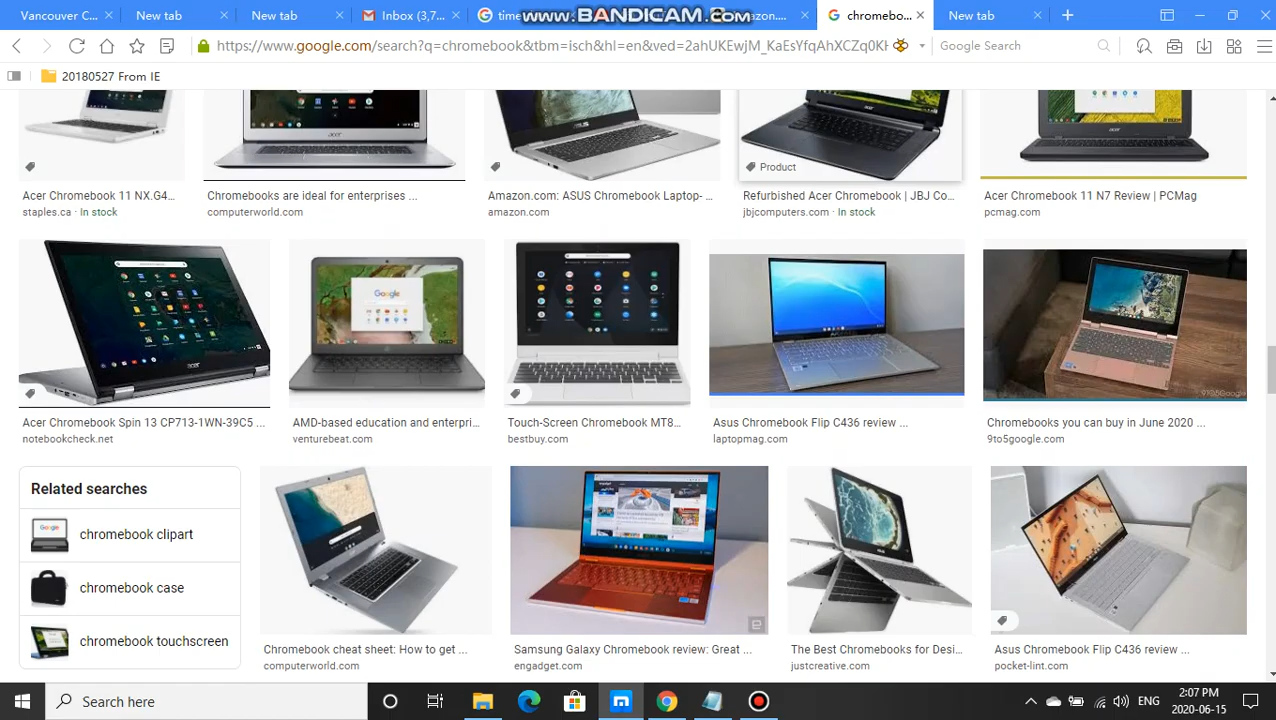 Vancouver C
New tab
New tab
Inbox (3,7...
time
www.BANDICAM.com
azon...
chromebo...
New tab
https://www.google.com/search?q=chromebook&tbm=isch&hl=en&ved=2ahUKEwjM_KaEsYfqAhXCZq0KH
Google Search
20180527 From IE
Product
Acer Chromebook 11 NX.G4...
staples.ca · In stock
Chromebooks are ideal for enterprises ...
computerworld.com
Amazon.com: ASUS Chromebook Laptop- ...
amazon.com
Refurbished Acer Chromebook | JBJ Co...
jbjcomputers.com · In stock
Acer Chromebook 11 N7 Review | PCMag
pcmag.com
Google
9TO5Google
Acer Chromebook Spin 13 CP713-1WN-39C5 ...
notebookcheck.net
AMD-based education and enterpri...
venturebeat.com
Touch-Screen Chromebook MT8...
bestbuy.com
Asus Chromebook Flip C436 review ...
laptopmag.com
Chromebooks you can buy in June 2020 ...
9to5google.com
Related searches
chromebook clipart
chromebook case
chromebook touchscreen
Chromebook cheat sheet: How to get ...
computerworld.com
Samsung Galaxy Chromebook review: Great ...
engadget.com
The Best Chromebooks for Desi...
justcreative.com
Asus Chromebook Flip C436 review ...
pocket-lint.com
Search here
ENG
2:07 PM
2020-06-15